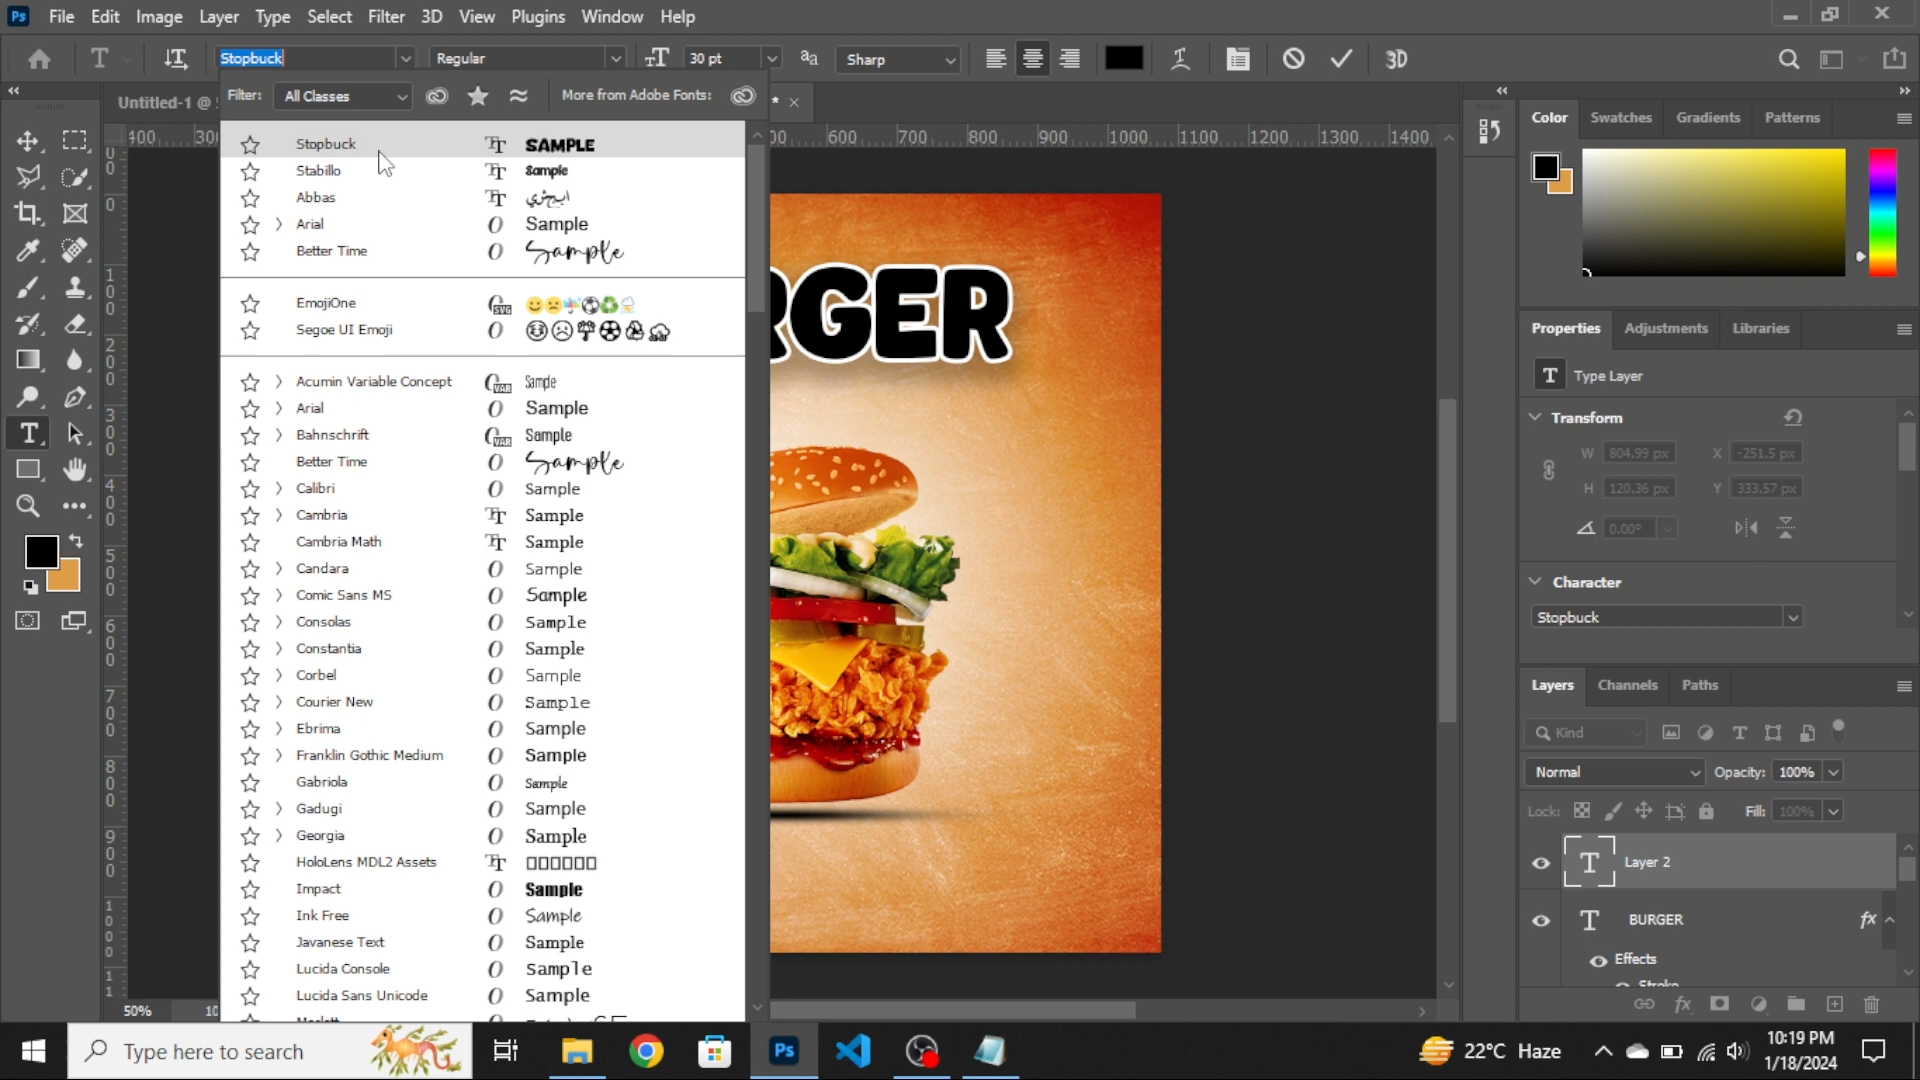 Ps File Edit Image Layer Type Select Filter 3D View Plugins Window Help
Stopbuck Regular 30 pt aa Sharp 3D
Filter: All Classes More from Adobe Fonts:
Untitled-1 @
Stopbuck SAMPLE
Stabillo Sample
Abbas
Arial Sample
Better Time Sample
EmojiOne
Segoe UI Emoji
Acumin Variable Concept Sample
Arial Sample
Bahnschrift Sample
Better Time Sample
Calibri Sample
Cambria Sample
Cambria Math Sample
Candara Sample
Comic Sans MS Sample
Consolas Sample
Constantia Sample
Corbel Sample
Courier New Sample
Ebrima Sample
Franklin Gothic Medium Sample
Gabriola Sample
Gadugi Sample
Georgia Sample
HoloLens MDL2 Assets
Impact Sample
Ink Free Sample
Javanese Text Sample
Lucida Console Sample
Lucida Sans Unicode Sample
400 600 700 800 900 1000 1100 1200 1300 1400
RGER
Color Swatches Gradients Patterns
Properties Adjustments Libraries
Type Layer
Transform
W 804.99 px X -251.5 px
H 120.36 px Y 333.57 px
0.00°
Character
Stopbuck
Layers Channels Paths
Kind
Normal Opacity: 100%
Lock: Fill: 100%
Layer 2
BURGER fx
Effects
Stroke
50%
Type here to search
22°C Haze
10:19 PM
1/18/2024